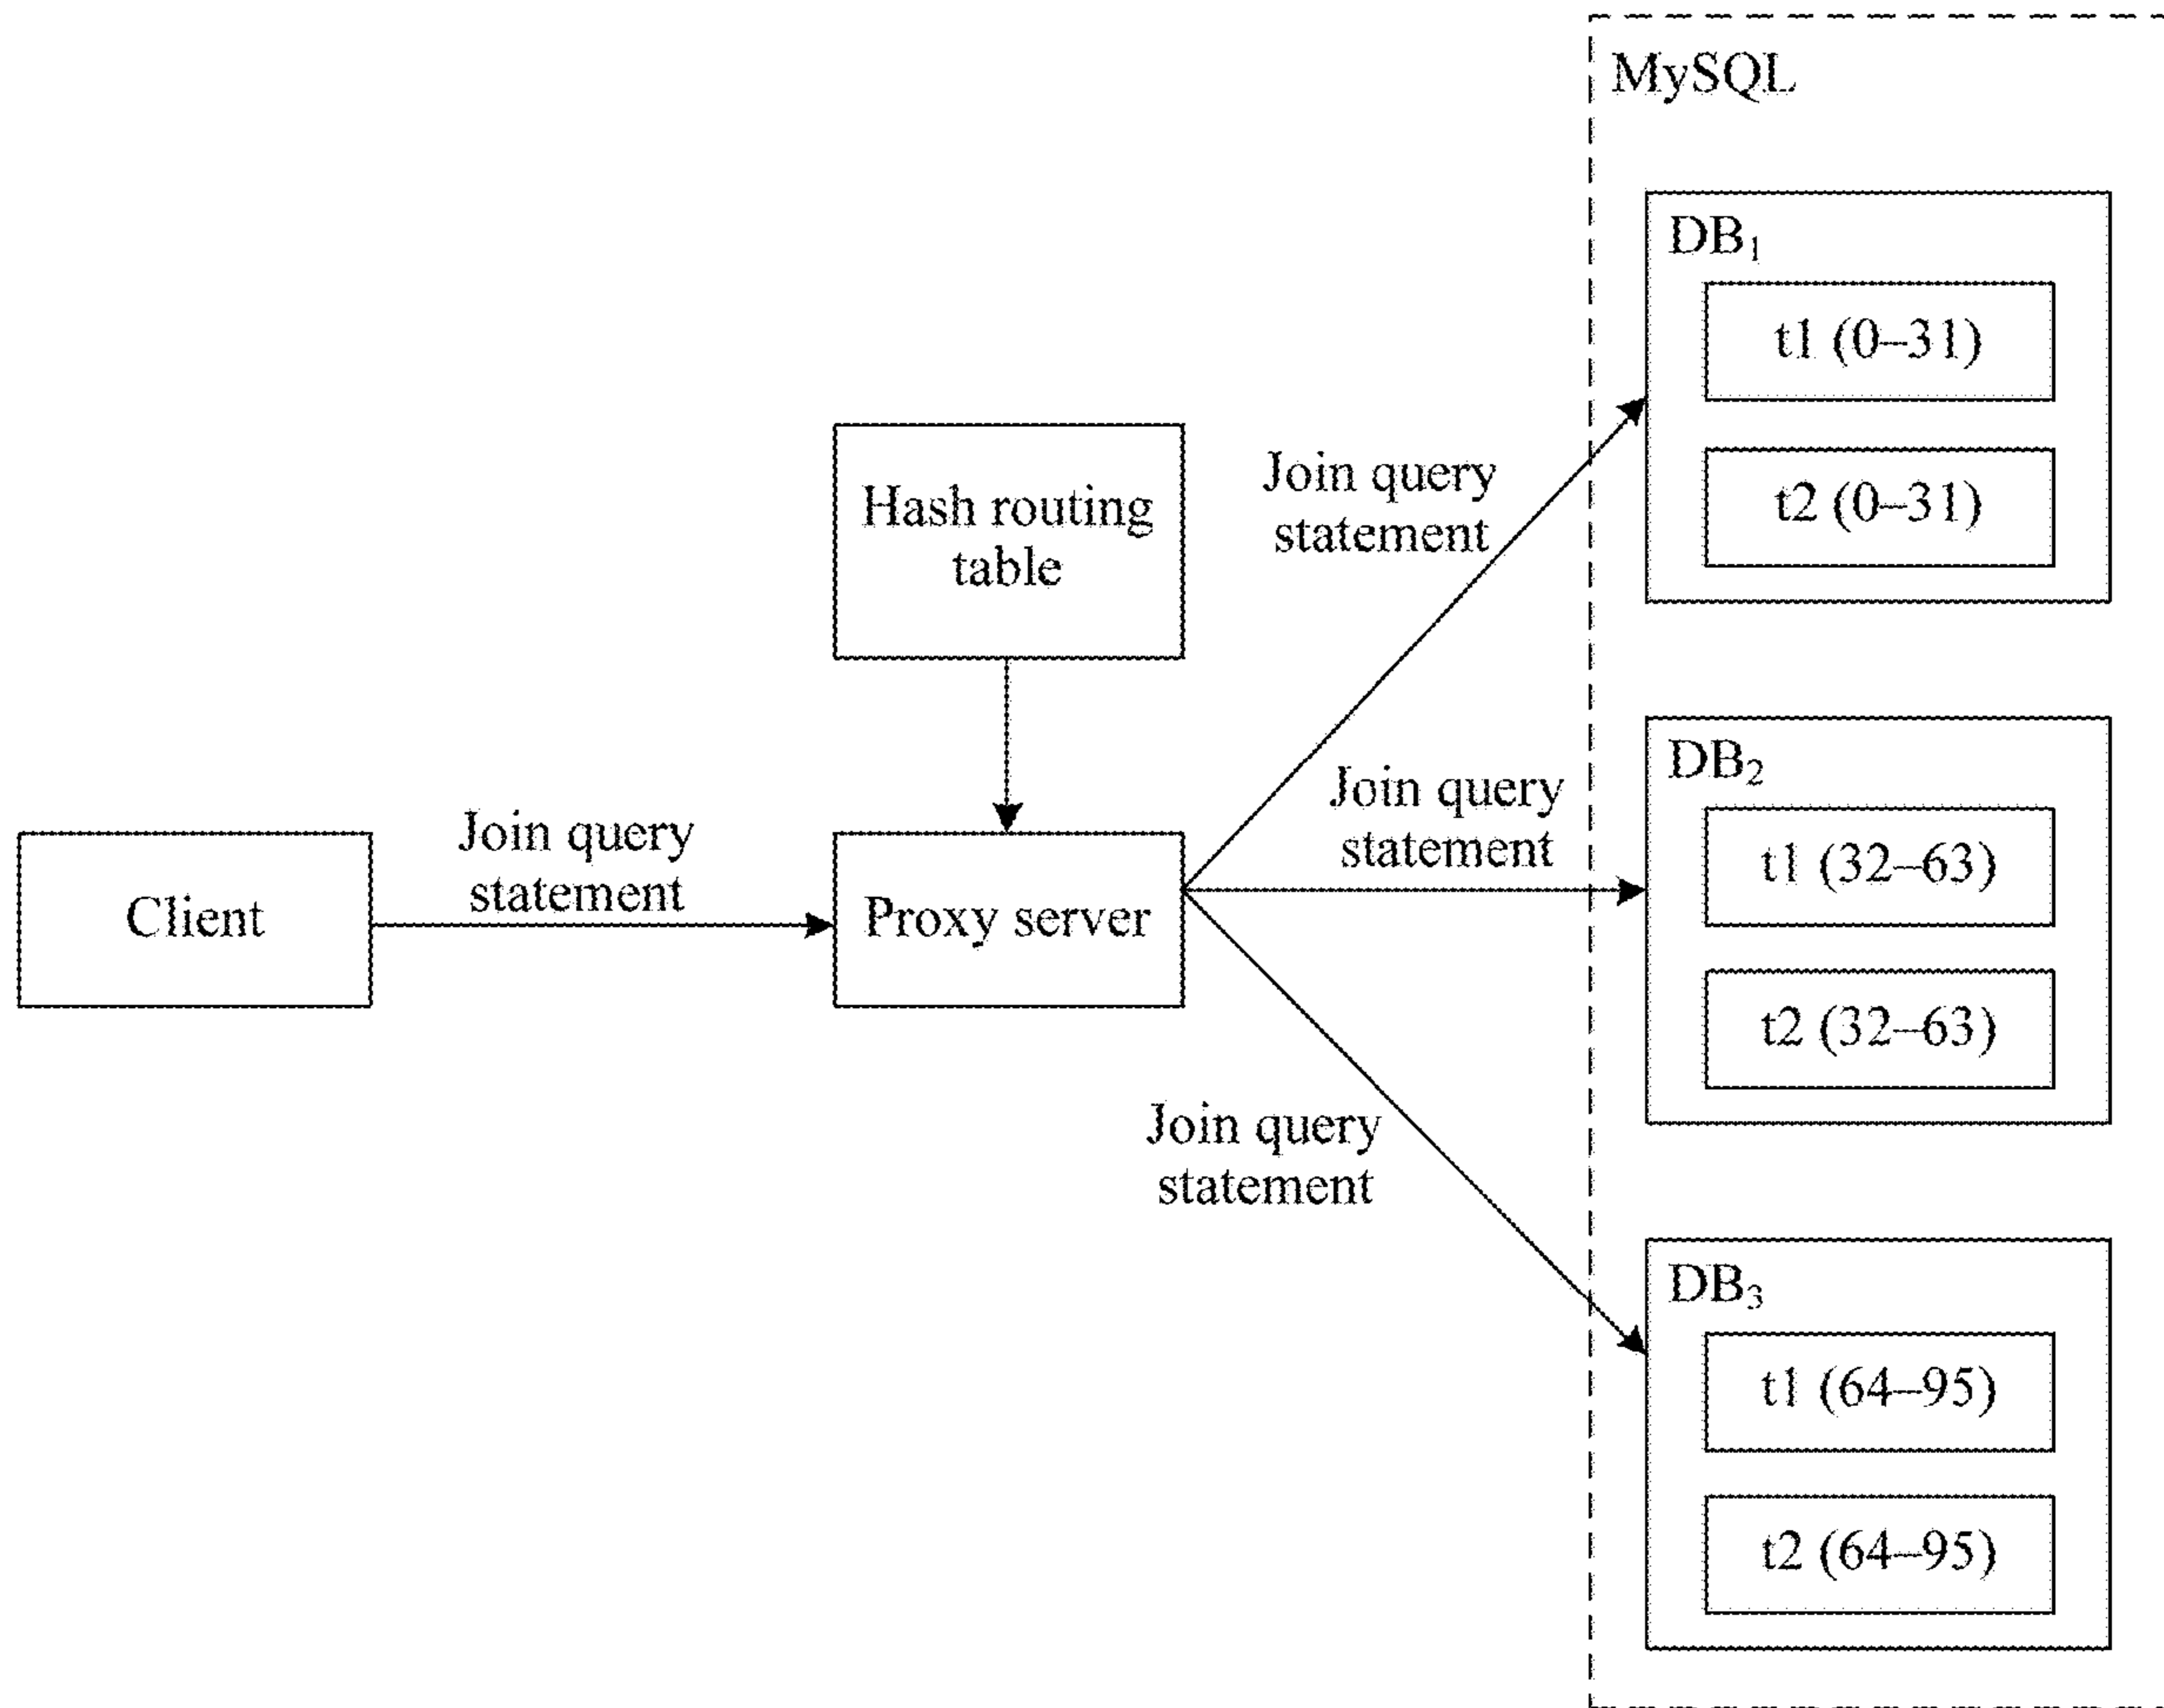 MySQL
DB₁
t1 (0–31)
t2 (0–31)
Hash routing
table
Join query
statement
DB₂
t1 (32–63)
t2 (32–63)
Join query
statement
Client
Join query
statement
Proxy server
Join query
statement
DB₃
t1 (64–95)
t2 (64–95)